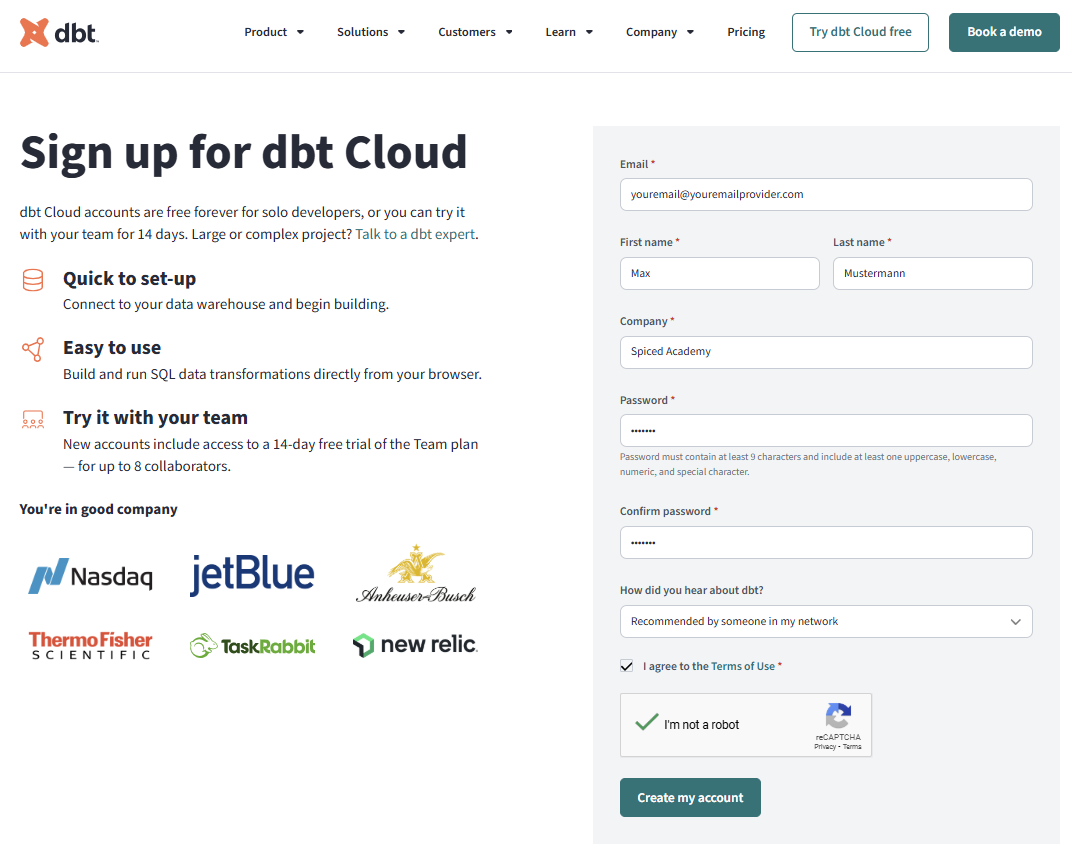 dbt
Product
Solutions
Customers
Learn
Company
Pricing
Try dbt Cloud free
Book a demo
Sign up for dbt Cloud
dbt Cloud accounts are free forever for solo developers, or you can try it
with your team for 14 days. Large or complex project? Talk to a dbt expert.
Quick to set-up
Connect to your data warehouse and begin building.
Easy to use
Build and run SQL data transformations directly from your browser.
Try it with your team
New accounts include access to a 14-day free trial of the Team plan
— for up to 8 collaborators.
You're in good company
Nasdaq
jetBlue
Anheuser-Busch
ThermoFisher
SCIENTIFIC
TaskRabbit
new relic.
Email *
youremail@youremailprovider.com
First name *
Last name *
Max
Mustermann
Company *
Spiced Academy
Password *
•••••••
Password must contain at least 9 characters and include at least one uppercase, lowercase,
numeric, and special character.
Confirm password *
•••••••
How did you hear about dbt?
Recommended by someone in my network
I agree to the Terms of Use *
I'm not a robot
reCAPTCHA
Privacy - Terms
Create my account